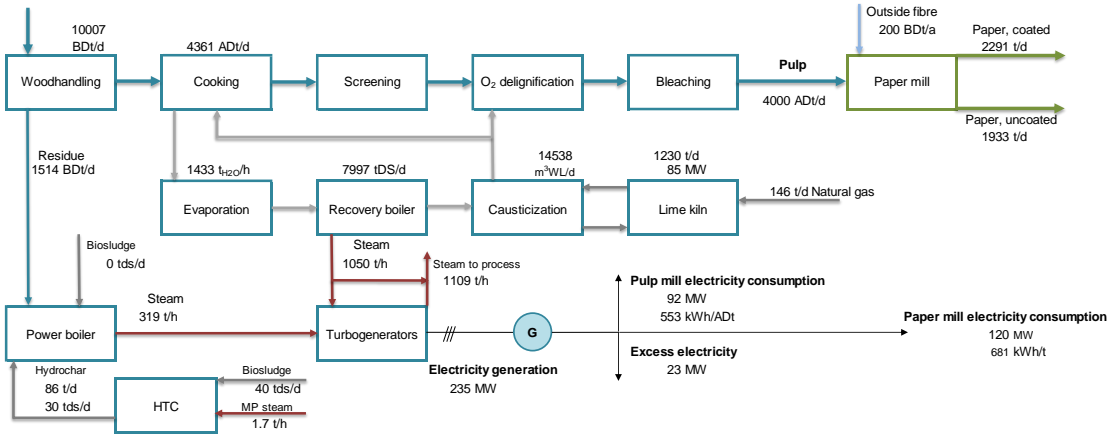 10007
BDt/d
Woodhandling
4361 ADt/d
Cooking
Screening
O₂ delignification
Bleaching
Pulp
4000 ADt/d
Outside fibre
200 BDt/a
Paper mill
Paper, coated
2291 t/d
Paper, uncoated
1933 t/d
Residue
1514 BDt/d
1433 tH2O/h
Evaporation
7997 tDS/d
Recovery boiler
14538
m³WL/d
Causticization
1230 t/d
85 MW
Lime kiln
146 t/d Natural gas
Biosludge
0 tds/d
Steam
1050 t/h
Steam to process
1109 t/h
Power boiler
Steam
319 t/h
Turbogenerators
G
Electricity generation
235 MW
Pulp mill electricity consumption
92 MW
553 kWh/ADt
Excess electricity
23 MW
Paper mill electricity consumption
120 MW
681 kWh/t
Hydrochar
86 t/d
30 tds/d
HTC
Biosludge
40 tds/d
MP steam
1.7 t/h